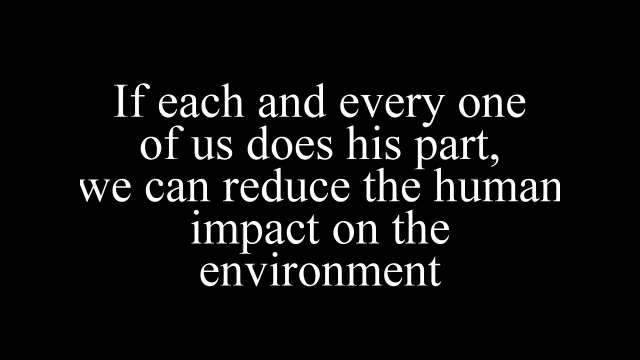 If each and every one
of us does his part,
we can reduce the human
impact on the
environment